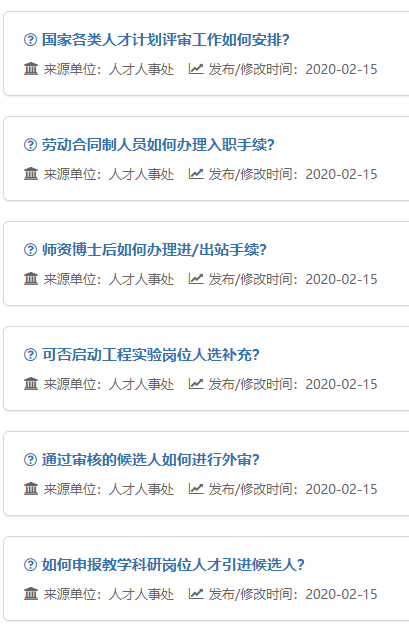 国家各类人才计划评审工作如何安排?
来源单位：人才人事处 发布/修改时间：2020-02-15
劳动合同制人员如何办理入职手续?
来源单位：人才人事处 发布/修改时间：2020-02-15
师资博士后如何办理进/出站手续?
来源单位：人才人事处 发布/修改时间：2020-02-15
可否启动工程实验岗位人选补充?
来源单位：人才人事处 发布/修改时间：2020-02-15
通过审核的候选人如何进行外审?
来源单位：人才人事处 发布/修改时间：2020-02-15
如何申报教学科研岗位人才引进候选人?
来源单位：人才人事处 发布/修改时间：2020-02-15